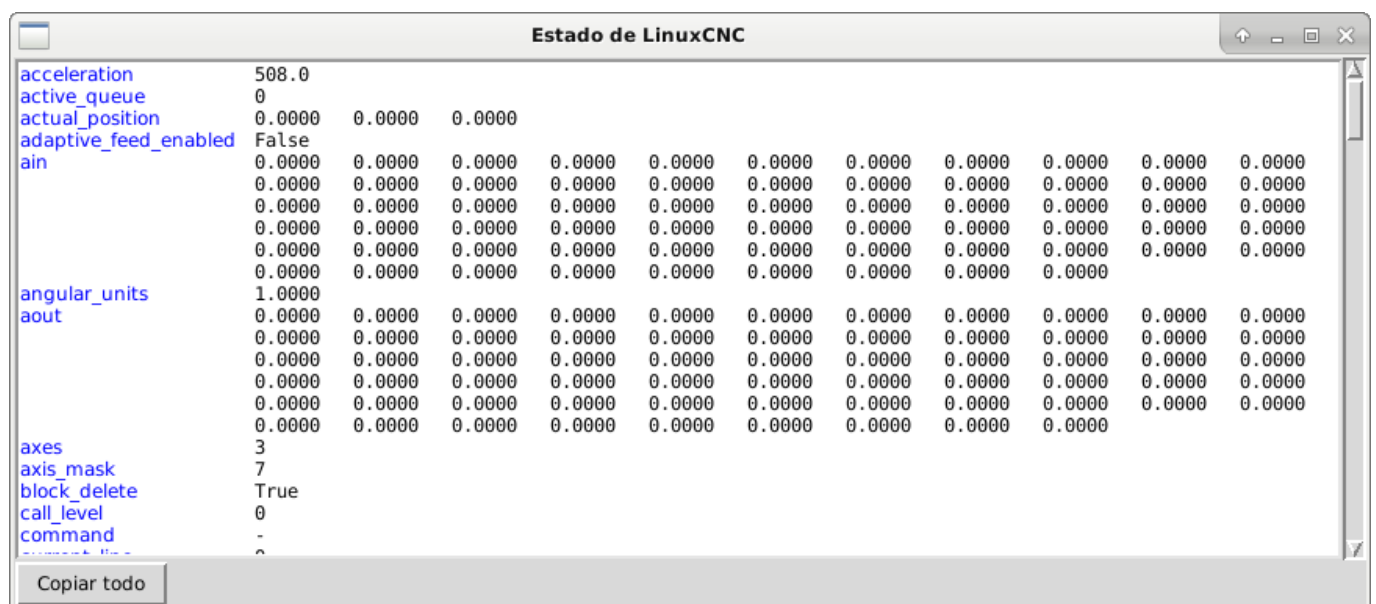 Estado de LinuxCNC
acceleration 508.0
active_queue 0
actual_position 0.0000 0.0000 0.0000
adaptive_feed_enabled False
ain 0.0000 0.0000 0.0000 0.0000 0.0000 0.0000 0.0000 0.0000 0.0000 0.0000 0.0000
0.0000 0.0000 0.0000 0.0000 0.0000 0.0000 0.0000 0.0000 0.0000 0.0000 0.0000
0.0000 0.0000 0.0000 0.0000 0.0000 0.0000 0.0000 0.0000 0.0000 0.0000 0.0000
0.0000 0.0000 0.0000 0.0000 0.0000 0.0000 0.0000 0.0000 0.0000 0.0000 0.0000
0.0000 0.0000 0.0000 0.0000 0.0000 0.0000 0.0000 0.0000 0.0000 0.0000 0.0000
0.0000 0.0000 0.0000 0.0000 0.0000 0.0000 0.0000 0.0000 0.0000
angular_units 1.0000
aout 0.0000 0.0000 0.0000 0.0000 0.0000 0.0000 0.0000 0.0000 0.0000 0.0000 0.0000
0.0000 0.0000 0.0000 0.0000 0.0000 0.0000 0.0000 0.0000 0.0000 0.0000 0.0000
0.0000 0.0000 0.0000 0.0000 0.0000 0.0000 0.0000 0.0000 0.0000 0.0000 0.0000
0.0000 0.0000 0.0000 0.0000 0.0000 0.0000 0.0000 0.0000 0.0000 0.0000 0.0000
0.0000 0.0000 0.0000 0.0000 0.0000 0.0000 0.0000 0.0000 0.0000 0.0000 0.0000
0.0000 0.0000 0.0000 0.0000 0.0000 0.0000 0.0000 0.0000 0.0000
axes 3
axis_mask 7
block_delete True
call_level 0
command -
Copiar todo